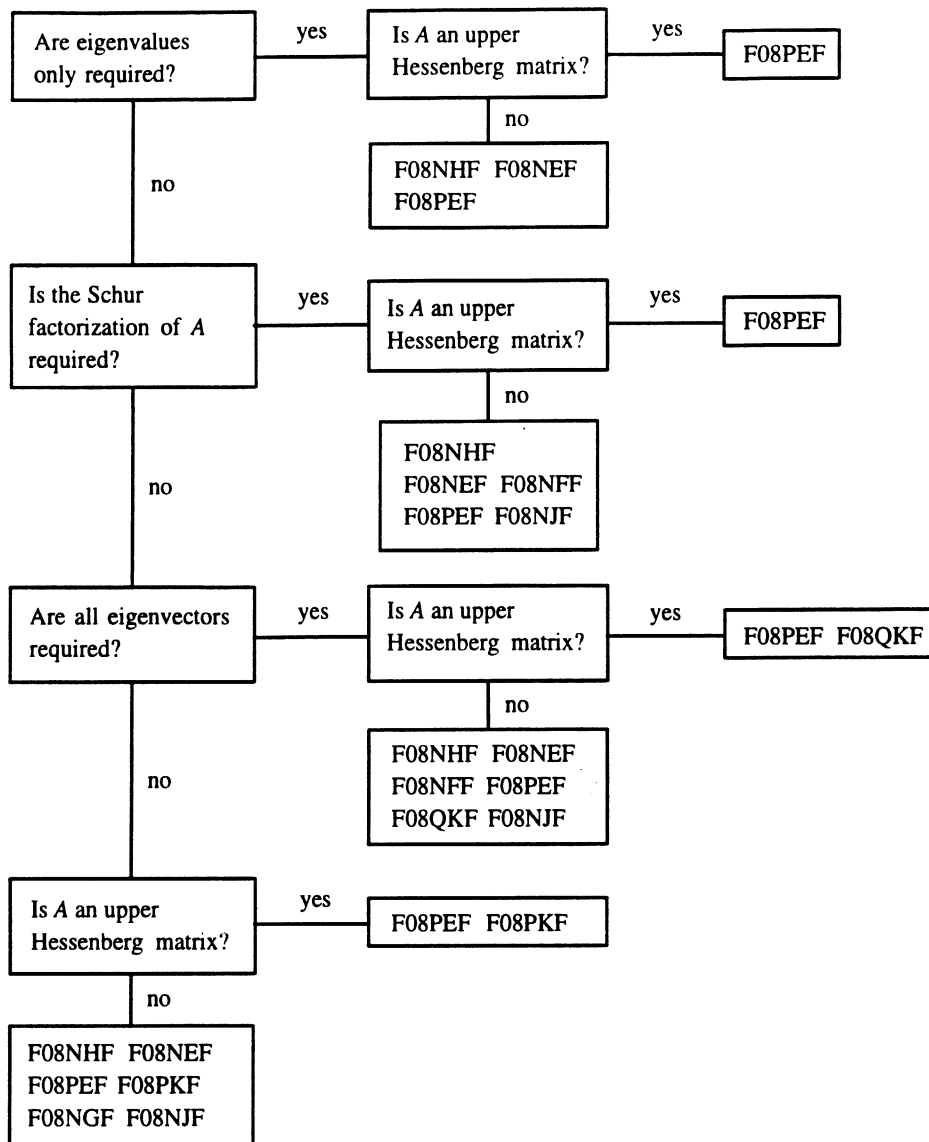 Are eigenvalues
only required?
yes
Is A an upper
Hessenberg matrix?
yes
F08PEF
no
F08NHF F08NEF
F08PEF
no
Is the Schur
factorization of A
required?
yes
Is A an upper
Hessenberg matrix?
yes
F08PEF
no
F08NHF
F08NEF F08NFF
F08PEF F08NJF
no
Are all eigenvectors
required?
yes
Is A an upper
Hessenberg matrix?
yes
F08PEF F08QKF
no
F08NHF F08NEF
F08NFF F08PEF
F08QKF F08NJF
no
Is A an upper
Hessenberg matrix?
yes
F08PEF F08PKF
no
F08NHF F08NEF
F08PEF F08PKF
F08NGF F08NJF